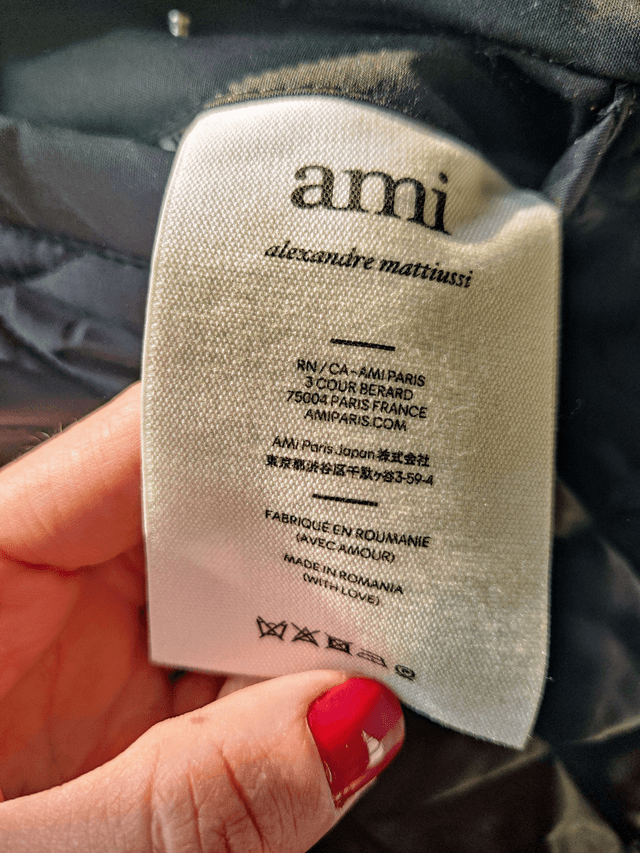 ami
alexandre mattiussi
RN / CA-AMI PARIS
3 COUR BERARD
75004 PARIS FRANCE
AMIPARIS.COM
AMI Paris Japan 株式会社
東京都渋谷区千駄ヶ谷3-59-4
FABRIQUÉ EN ROUMANIE
(AVEC AMOUR)
MADE IN ROMANIA
(WITH LOVE)